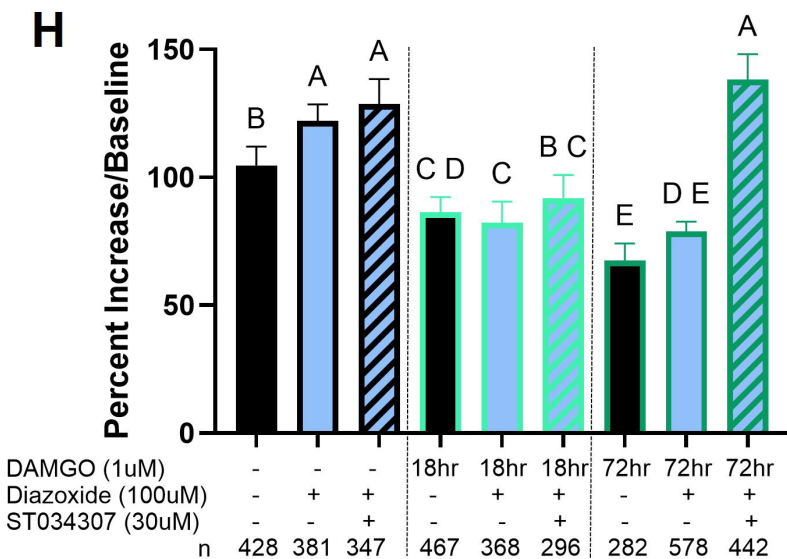 H
Percent Increase/Baseline
150
100
50
0
B
A
A
C D
C
B C
E
D E
A
DAMGO (1uM) - - - 18hr 18hr 18hr 72hr 72hr 72hr
Diazoxide (100uM) - + + - + + - + +
ST034307 (30uM) - - + - - + - - +
n 428 381 347 467 368 296 282 578 442